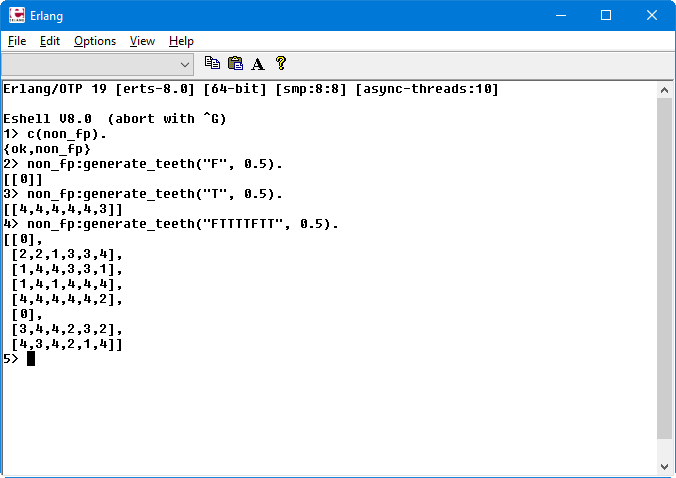 Erlang
File Edit Options View Help
Erlang/OTP 19 [erts-8.0] [64-bit] [smp:8:8] [async-threads:10]
Eshell V8.0  (abort with ^G)
1> c(non_fp).
{ok,non_fp}
2> non_fp:generate_teeth("F", 0.5).
[[0]]
3> non_fp:generate_teeth("T", 0.5).
[[4,4,4,4,4,3]]
4> non_fp:generate_teeth("FTTTTFTT", 0.5).
[[0],
 [2,2,1,3,3,4],
 [1,4,4,3,3,1],
 [1,4,1,4,4,4],
 [4,4,4,4,4,2],
 [0],
 [3,4,4,2,3,2],
 [4,3,4,2,1,4]]
5>